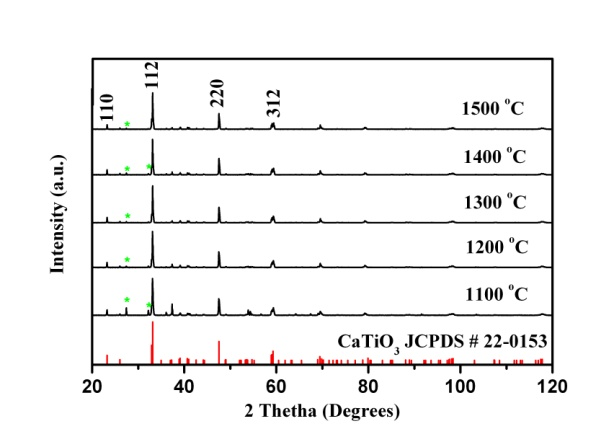 110
112
220
312
1500 °C
*
1400 °C
* *
1300 °C
*
1200 °C
*
1100 °C
* *
CaTiO₃ JCPDS # 22-0153
Intensity (a.u.)
20 40 60 80 100 120
2 Thetha (Degrees)